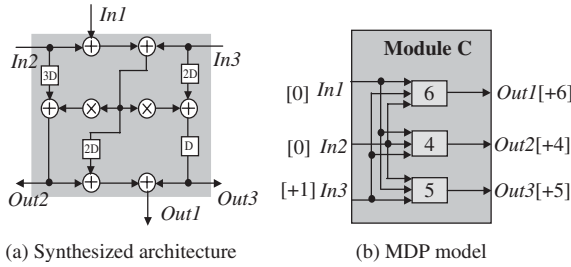 In1
In2
In3
3D
2D
2D
D
Out2
Out3
Out1
(a) Synthesized architecture
Module C
[0] In1
6
Out1[+6]
[0] In2
4
Out2[+4]
[+1] In3
5
Out3[+5]
(b) MDP model